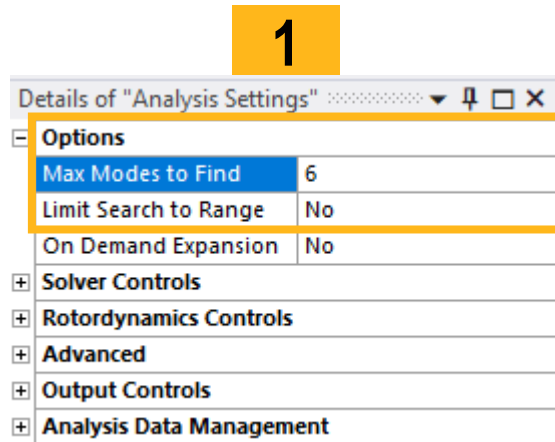 1
Details of "Analysis Settings"
Options
Max Modes to Find 6
Limit Search to Range No
On Demand Expansion No
Solver Controls
Rotordynamics Controls
Advanced
Output Controls
Analysis Data Management